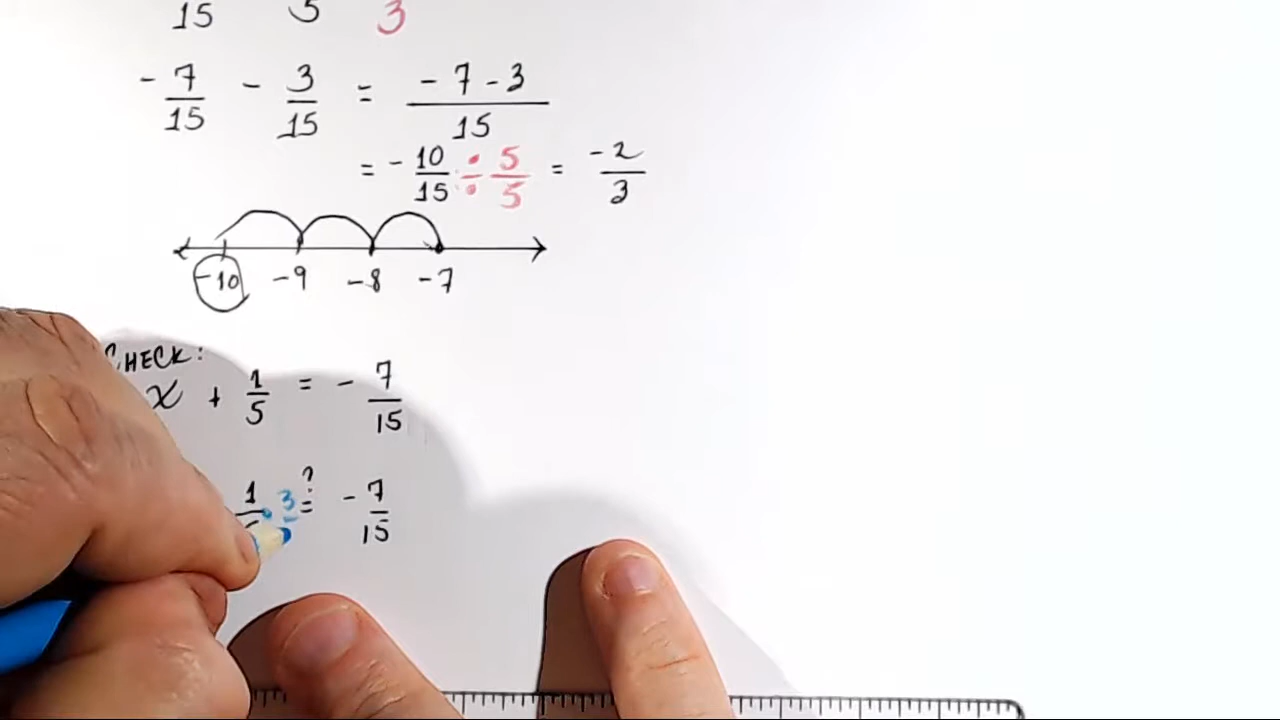 15 5 3
- 7/15 - 3/15 = (-7-3)/15
= - 10/15 ÷ 5/5 = -2/3
-10 -9 -8 -7
CHECK:
x + 1/5 = - 7/15
1 · 3 ?= - 7/15